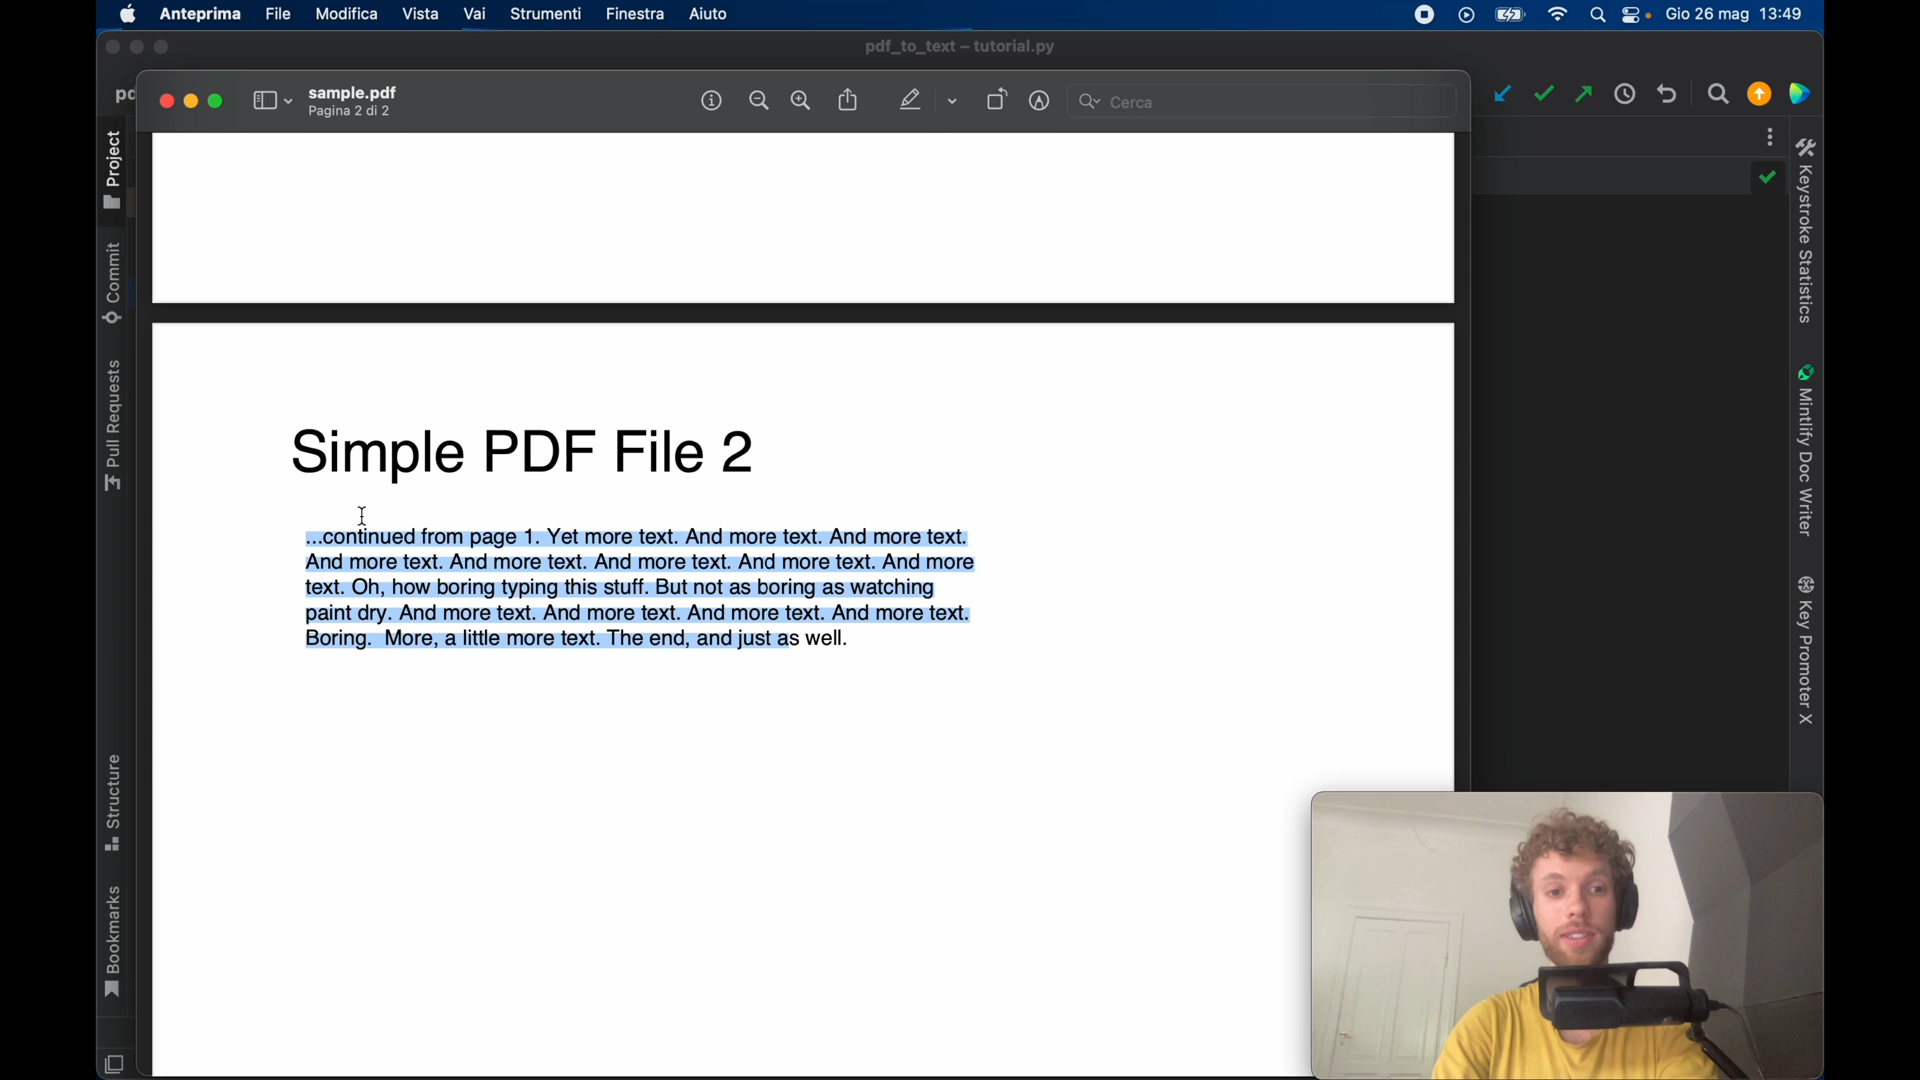 Anteprima File Modifica Vista Vai Strumenti Finestra Aiuto
Gio 26 mag 13:49
pdf_to_text – tutorial.py
sample.pdf
Pagina 2 di 2
Cerca
Project
Commit
Pull Requests
Structure
Bookmarks
Simple PDF File 2
...continued from page 1. Yet more text. And more text. And more text.
And more text. And more text. And more text. And more text. And more
text. Oh, how boring typing this stuff. But not as boring as watching
paint dry. And more text. And more text. And more text. And more text.
Boring.  More, a little more text. The end, and just as well.
Keystroke Statistics
Mintlify Doc Writer
Key Promoter X